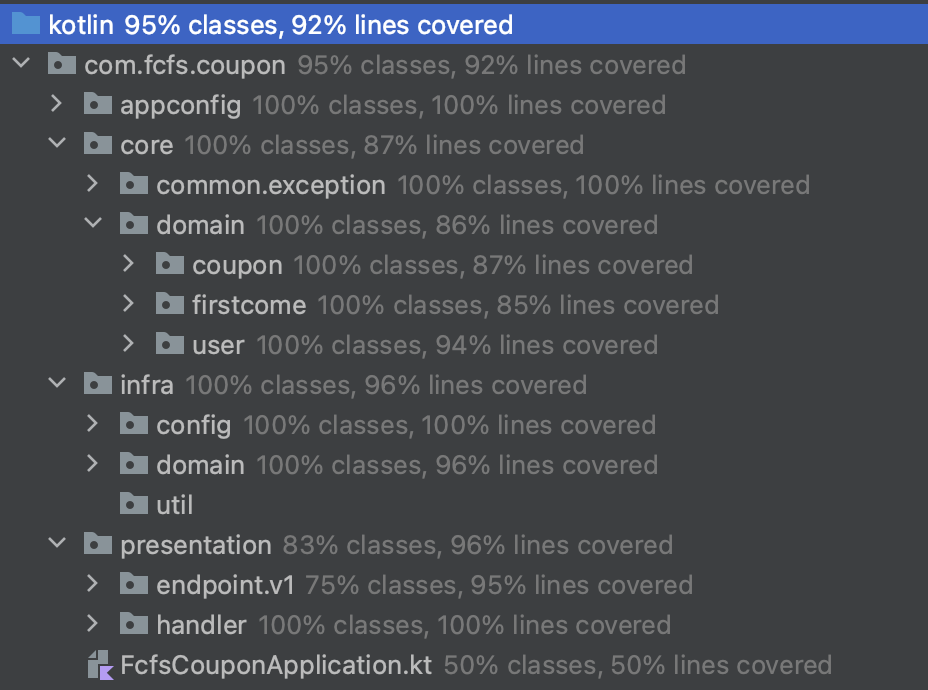 kotlin 95% classes, 92% lines covered
com.fcfs.coupon 95% classes, 92% lines covered
appconfig 100% classes, 100% lines covered
core 100% classes, 87% lines covered
common.exception 100% classes, 100% lines covered
domain 100% classes, 86% lines covered
coupon 100% classes, 87% lines covered
firstcome 100% classes, 85% lines covered
user 100% classes, 94% lines covered
infra 100% classes, 96% lines covered
config 100% classes, 100% lines covered
domain 100% classes, 96% lines covered
util
presentation 83% classes, 96% lines covered
endpoint.v1 75% classes, 95% lines covered
handler 100% classes, 100% lines covered
FcfsCouponApplication.kt 50% classes, 50% lines covered